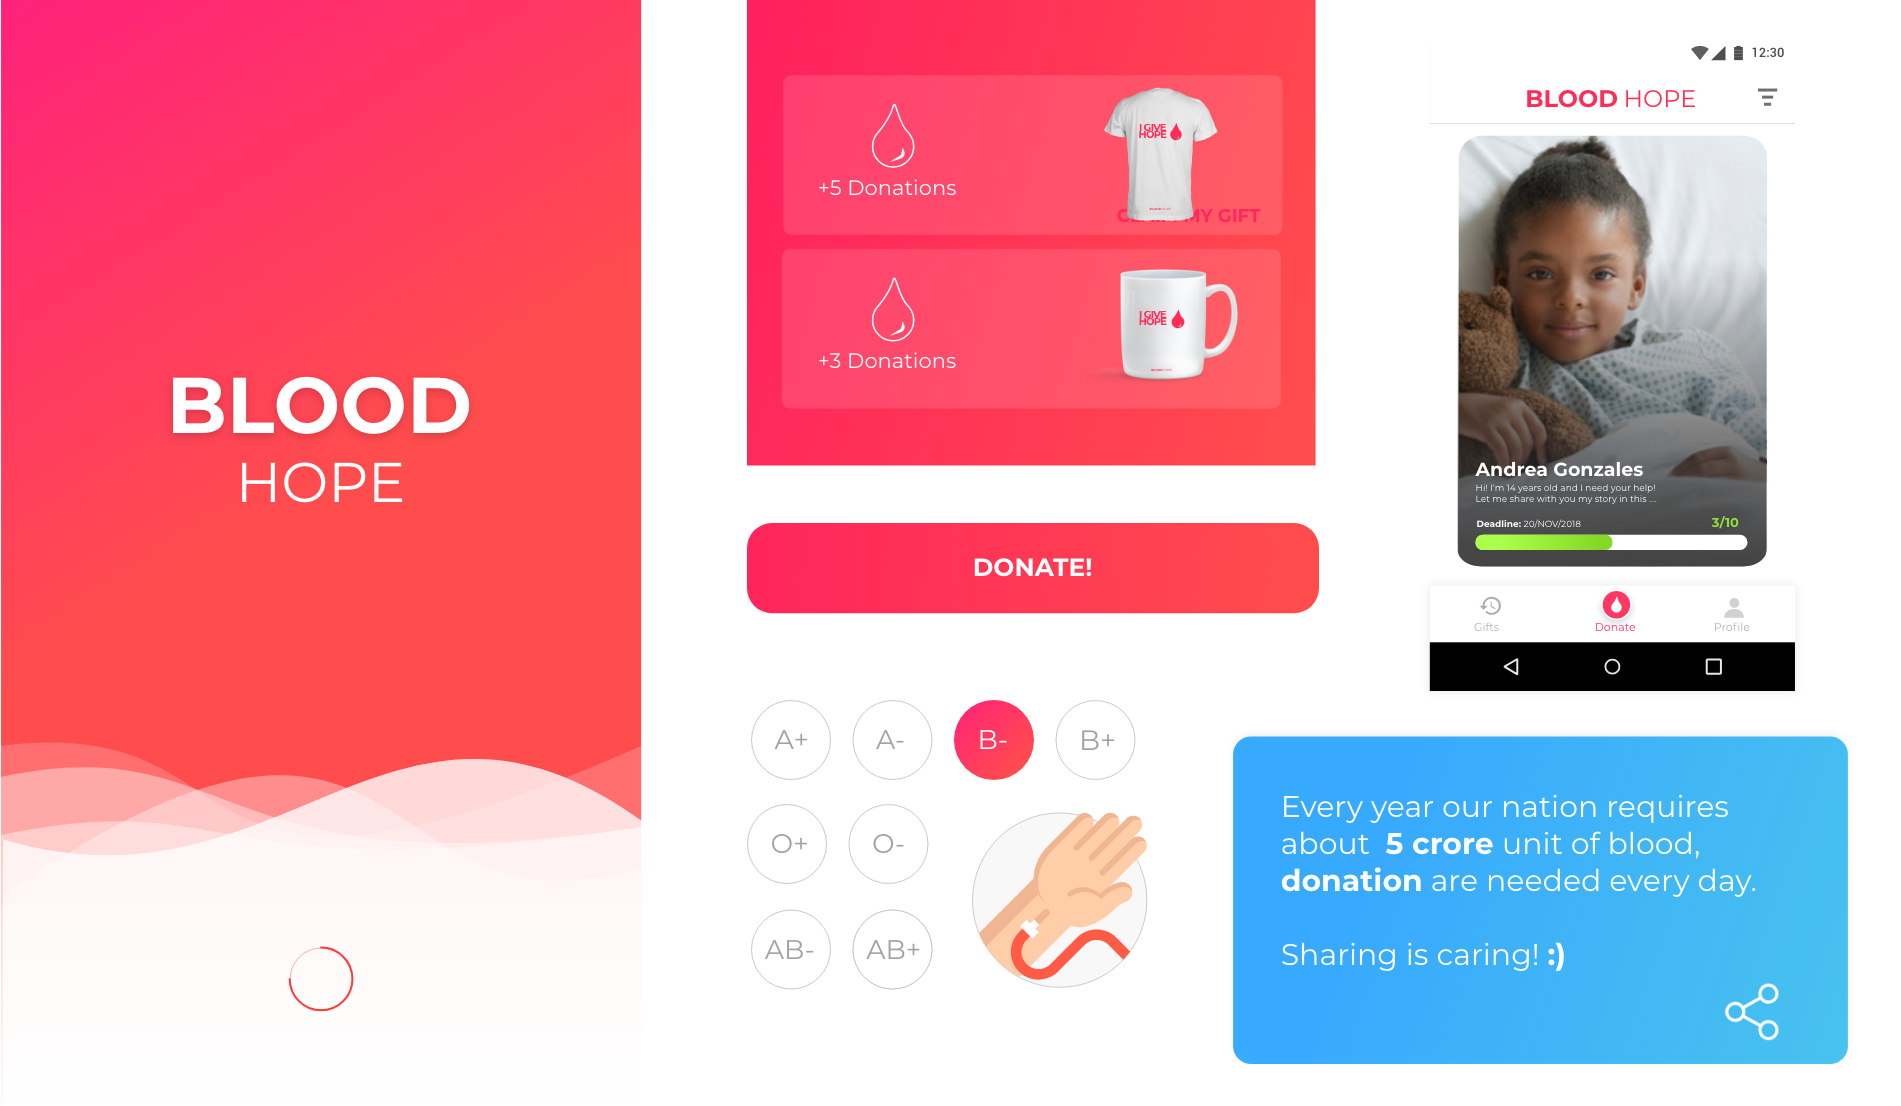 BLOOD
HOPE
+5 Donations
I GIVE
HOPE
BLOOD HOPE
MY GIFT
+3 Donations
I GIVE
HOPE
DONATE!
A+
A-
B-
B+
O+
O-
AB-
AB+
12:30
BLOOD HOPE
Andrea Gonzales
Hi! I'm 14 years old and I need your help!
Let me share with you my story in this ...
Deadline: 20/NOV/2018
3/10
Gifts
Donate
Profile
Every year our nation requires
about 5 crore unit of blood,
donation are needed every day.
Sharing is caring! :)